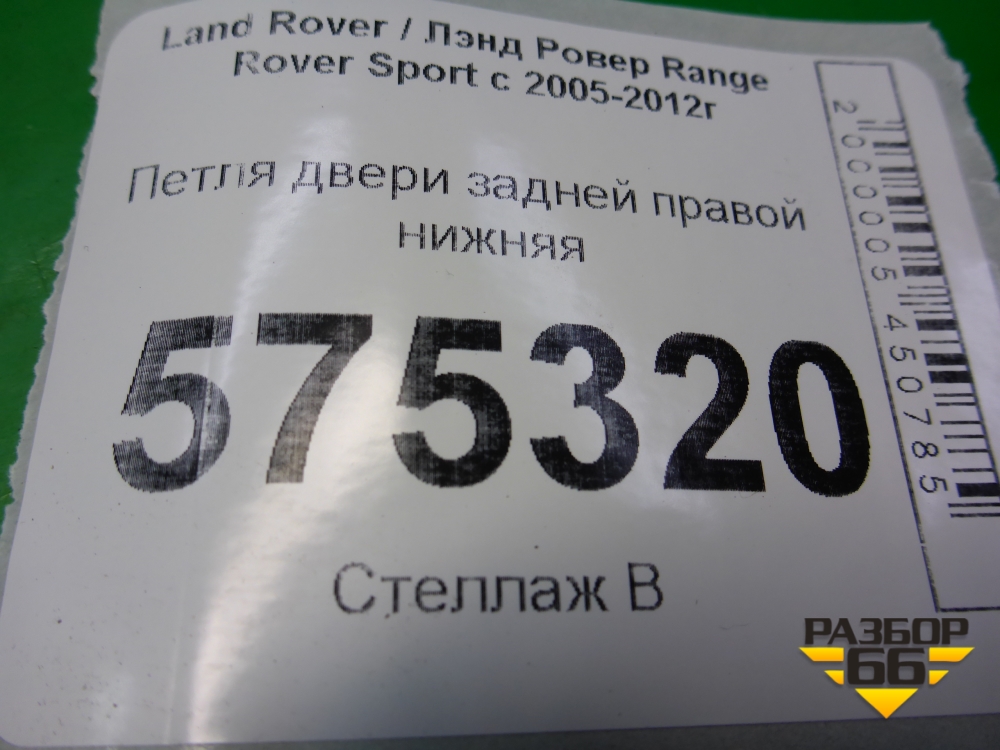 Land Rover / Лэнд Ровер Range
Rover Sport с 2005-2012г
Петля двери задней правой
нижняя
575320
Стеллаж В
2000005450785
РАЗБОР
66